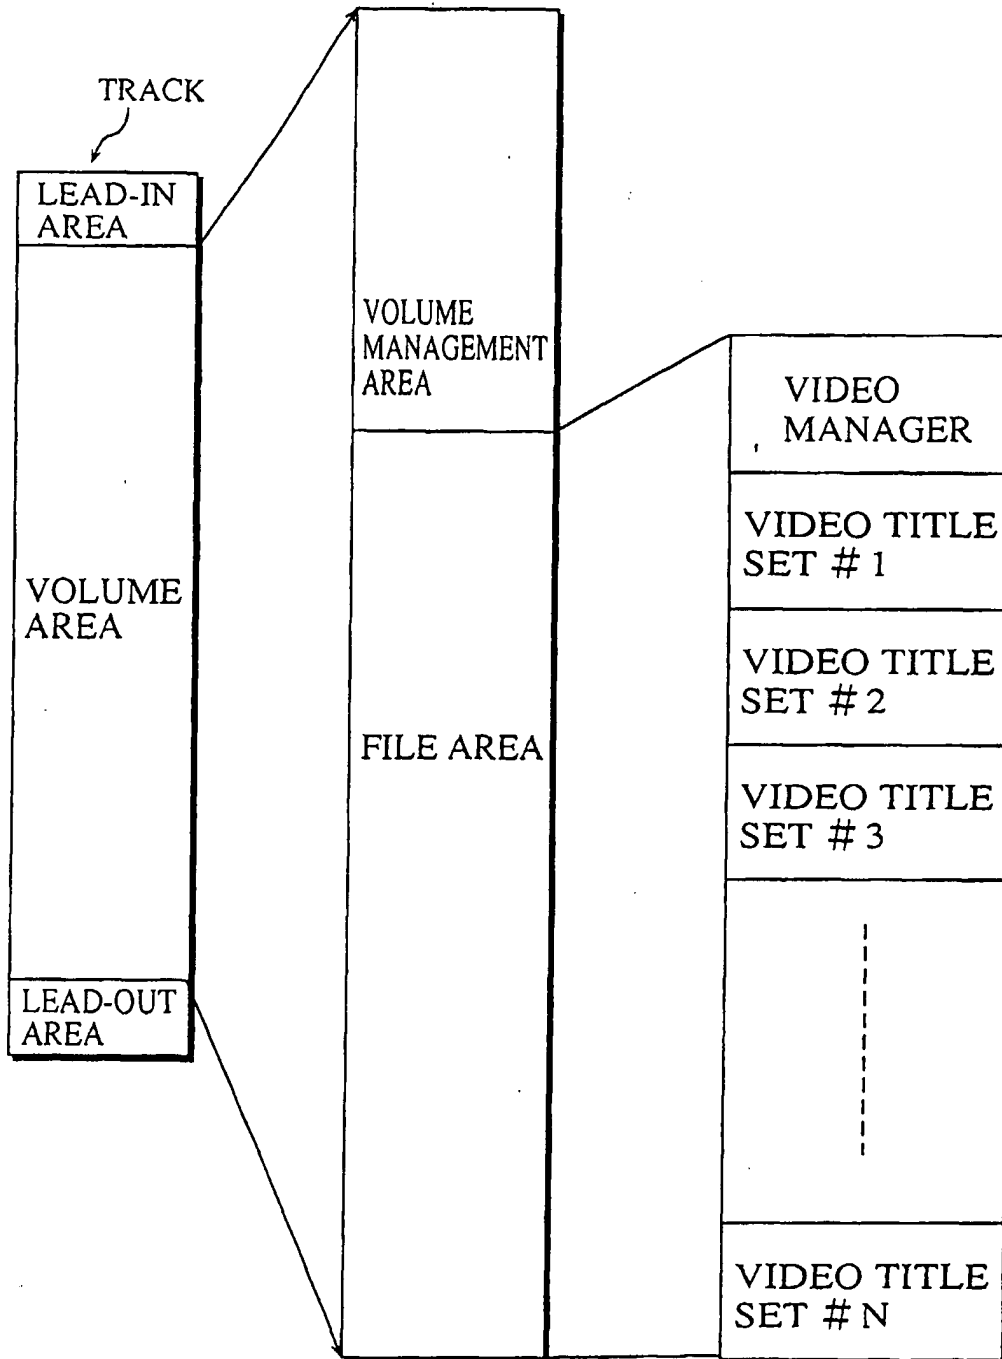 TRACK
LEAD-IN
AREA
VOLUME
AREA
LEAD-OUT
AREA
VOLUME
MANAGEMENT
AREA
FILE AREA
VIDEO
MANAGER
VIDEO TITLE
SET # 1
VIDEO TITLE
SET # 2
VIDEO TITLE
SET # 3
VIDEO TITLE
SET # N